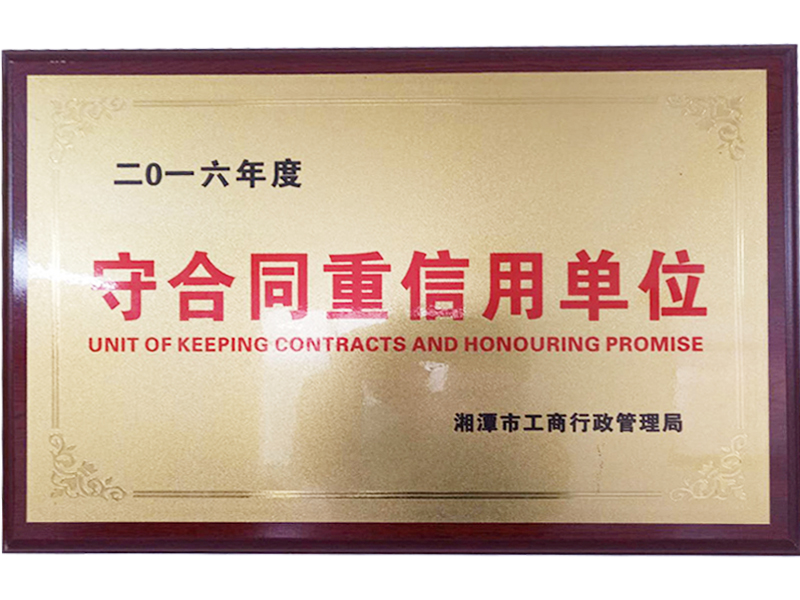 二0一六年度
守合同重信用单位
UNIT OF KEEPING CONTRACTS AND HONOURING PROMISE
湘潭市工商行政管理局